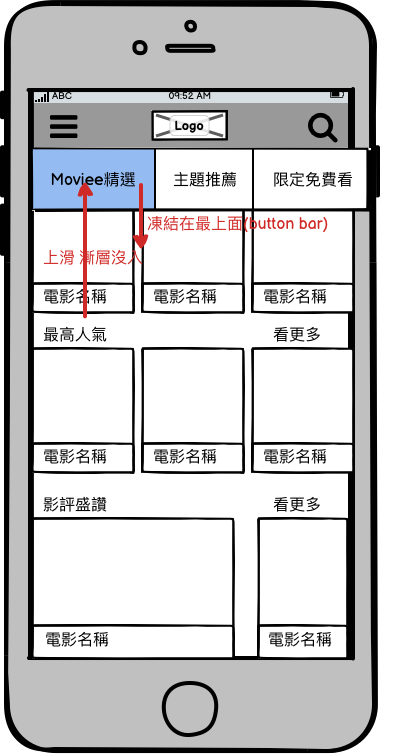 ABC 09:52 AM
Logo
Moviee精選 主題推薦 限定免費看
凍結在最上面(button bar)
上滑 漸層沒入
電影名稱 電影名稱 電影名稱
最高人氣 看更多
電影名稱 電影名稱 電影名稱
影評盛讚 看更多
電影名稱 電影名稱